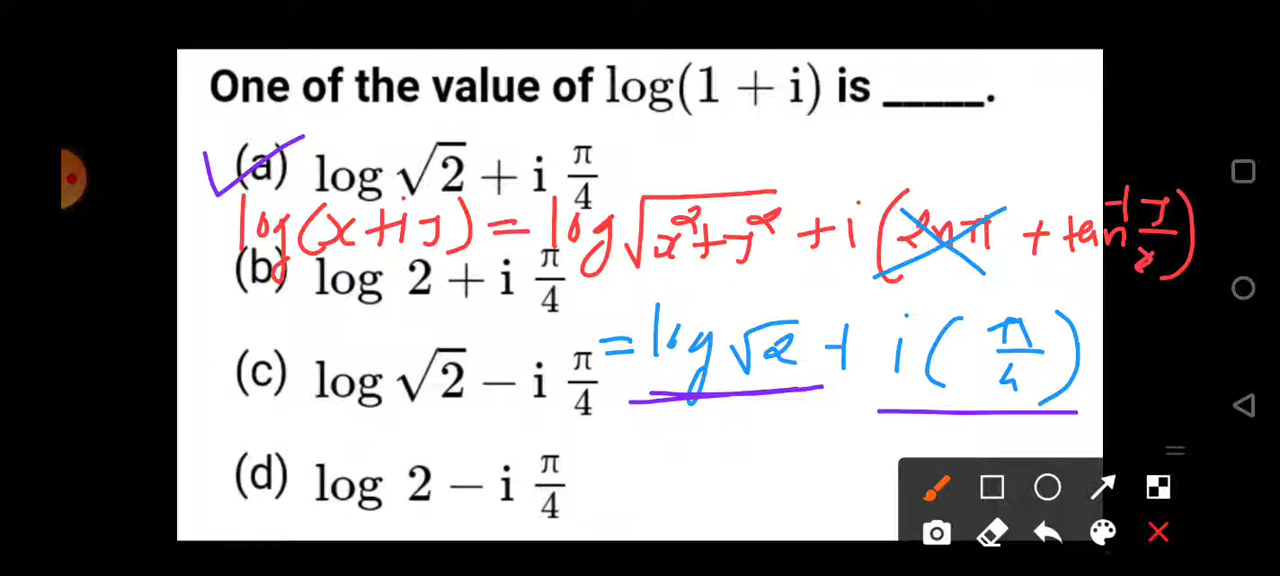 One of the value of log(1 + i) is _____.
(a) log √2 + i π/4
log(x+iy) = log √x²+y² + i (2nπ + tan⁻¹ y/x)
(b) log 2 + i π/4
= log √2 + i (π/4)
(c) log √2 − i π/4
(d) log 2 − i π/4